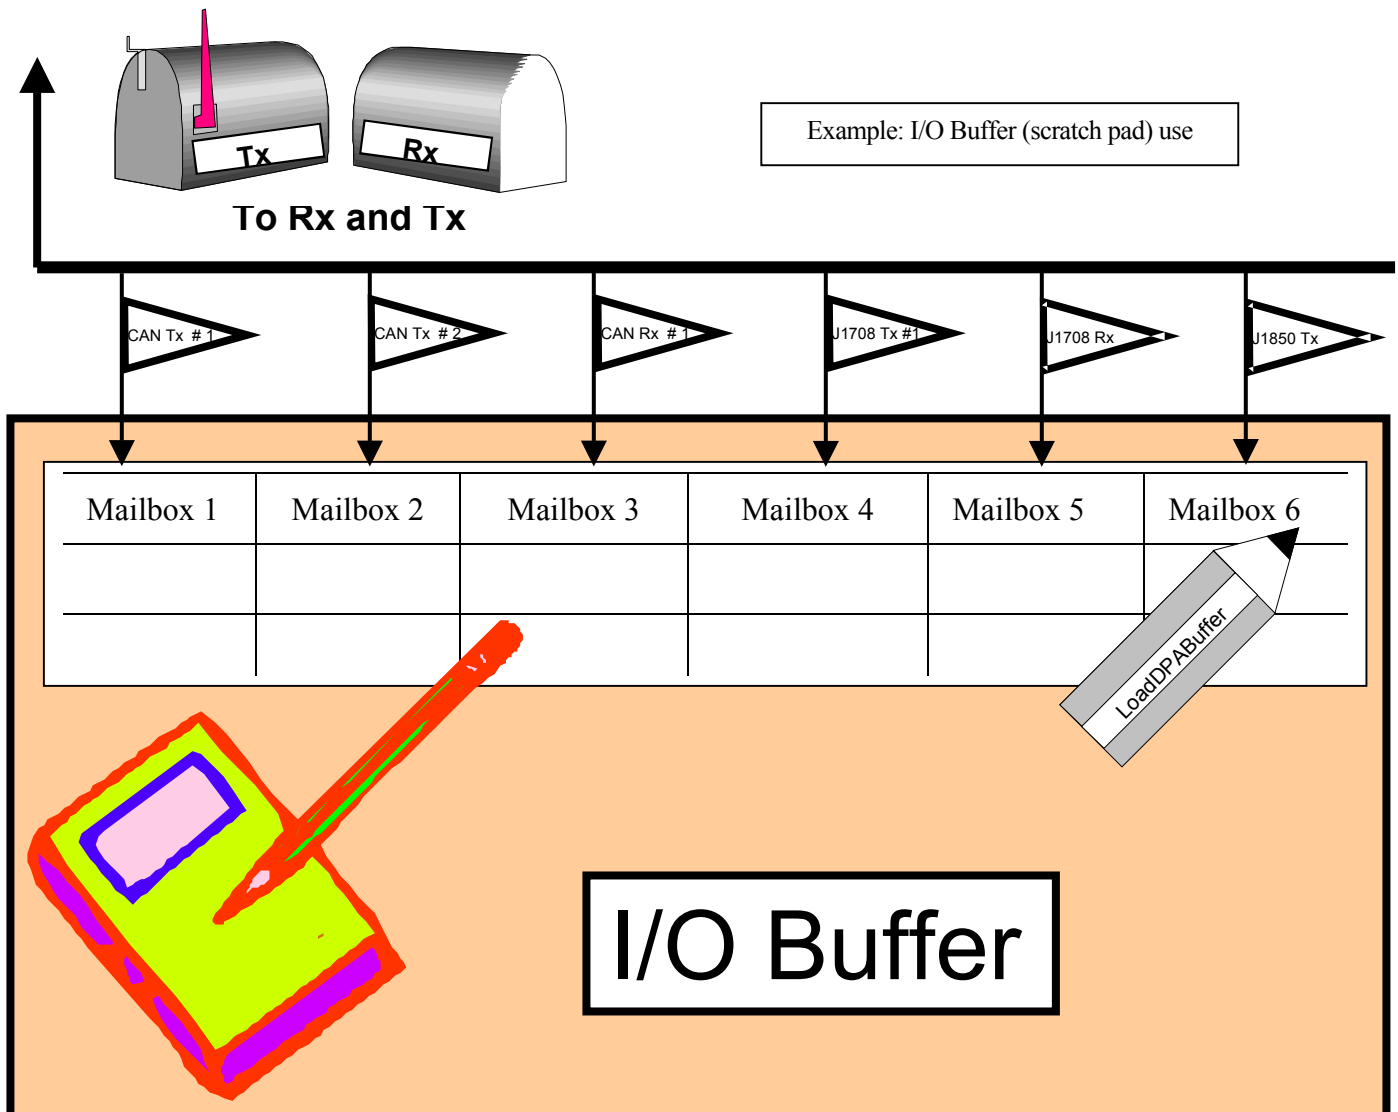 Tx
Rx
To Rx and Tx
Example: I/O Buffer (scratch pad) use
CAN Tx # 1
CAN Tx # 2
CAN Rx # 1
J1708 Tx #1
J1708 Rx
J1850 Tx
Mailbox 1
Mailbox 2
Mailbox 3
Mailbox 4
Mailbox 5
Mailbox 6
LoadDPABuffer
I/O Buffer